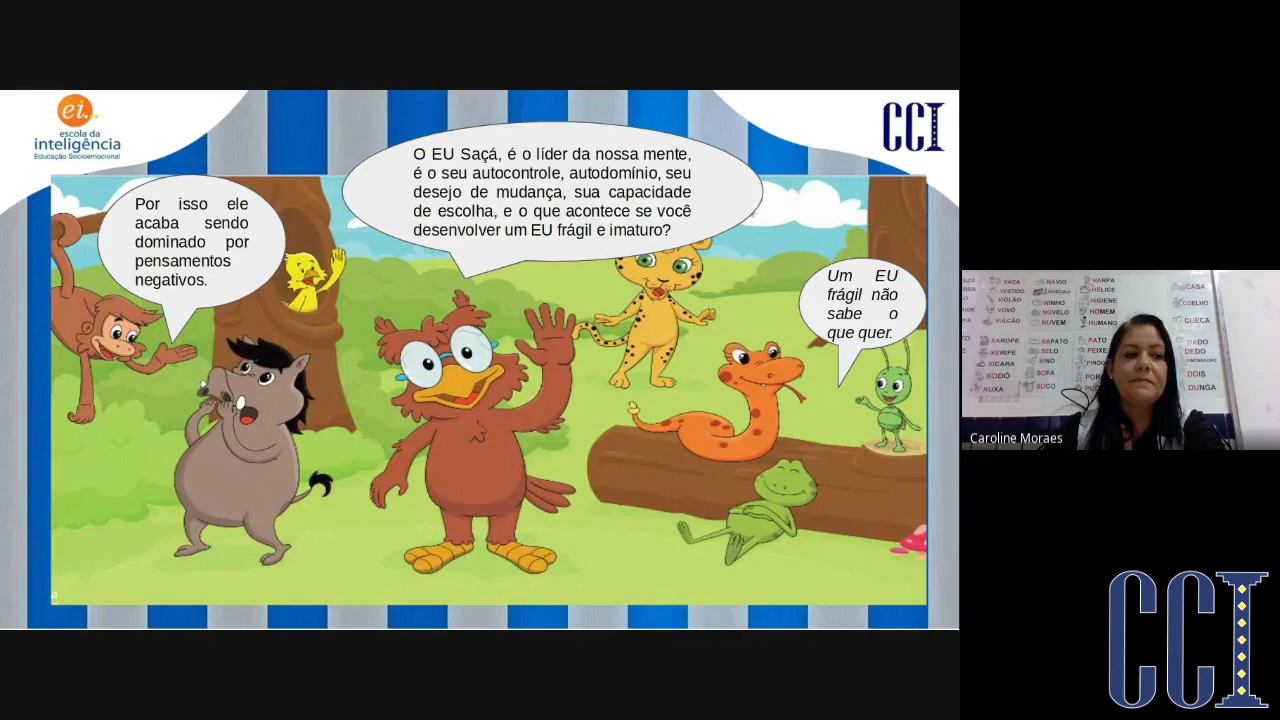 ei.
escola da
inteligência
Educação Socioemocional
CCI
O EU Saçá, é o líder da nossa mente,
é o seu autocontrole, autodomínio, seu
desejo de mudança, sua capacidade
de escolha, e o que acontece se você
desenvolver um EU frágil e imaturo?
Por isso ele
acaba sendo
dominado por
pensamentos
negativos.
Um EU
frágil não
sabe o
que quer.
VACA
VESTIDO
VIOLÃO
VOVÓ
VULCÃO
NAVIO
NESCAU
NINHO
NOVELO
NUVEM
HARPA
HÉLICE
HIGIENE
HOMEM
HUMANO
CASA
COELHO
CUECA
XAROPE
XERIFE
XÍCARA
XODÓ
XUXA
SAPATO
SELO
SINO
SOFÁ
SUCO
PATO
PEIXE
DADO
DEDO
DINOSSAURO
DOIS
DUNGA
Caroline Moraes
CCI